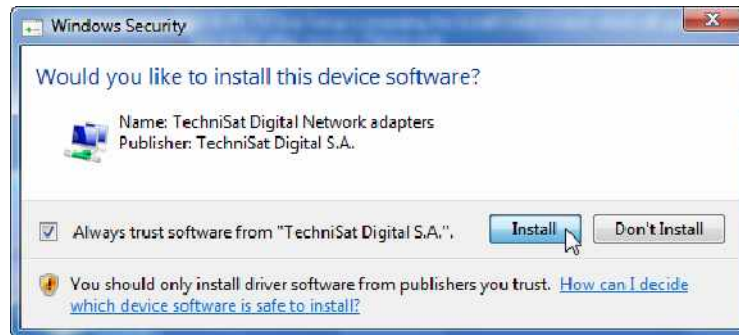 Windows Security
Would you like to install this device software?
Name: TechniSat Digital Network adapters
Publisher: TechniSat Digital S.A.
Always trust software from "TechniSat Digital S.A.".
Install
Don't Install
You should only install driver software from publishers you trust. How can I decide
which device software is safe to install?